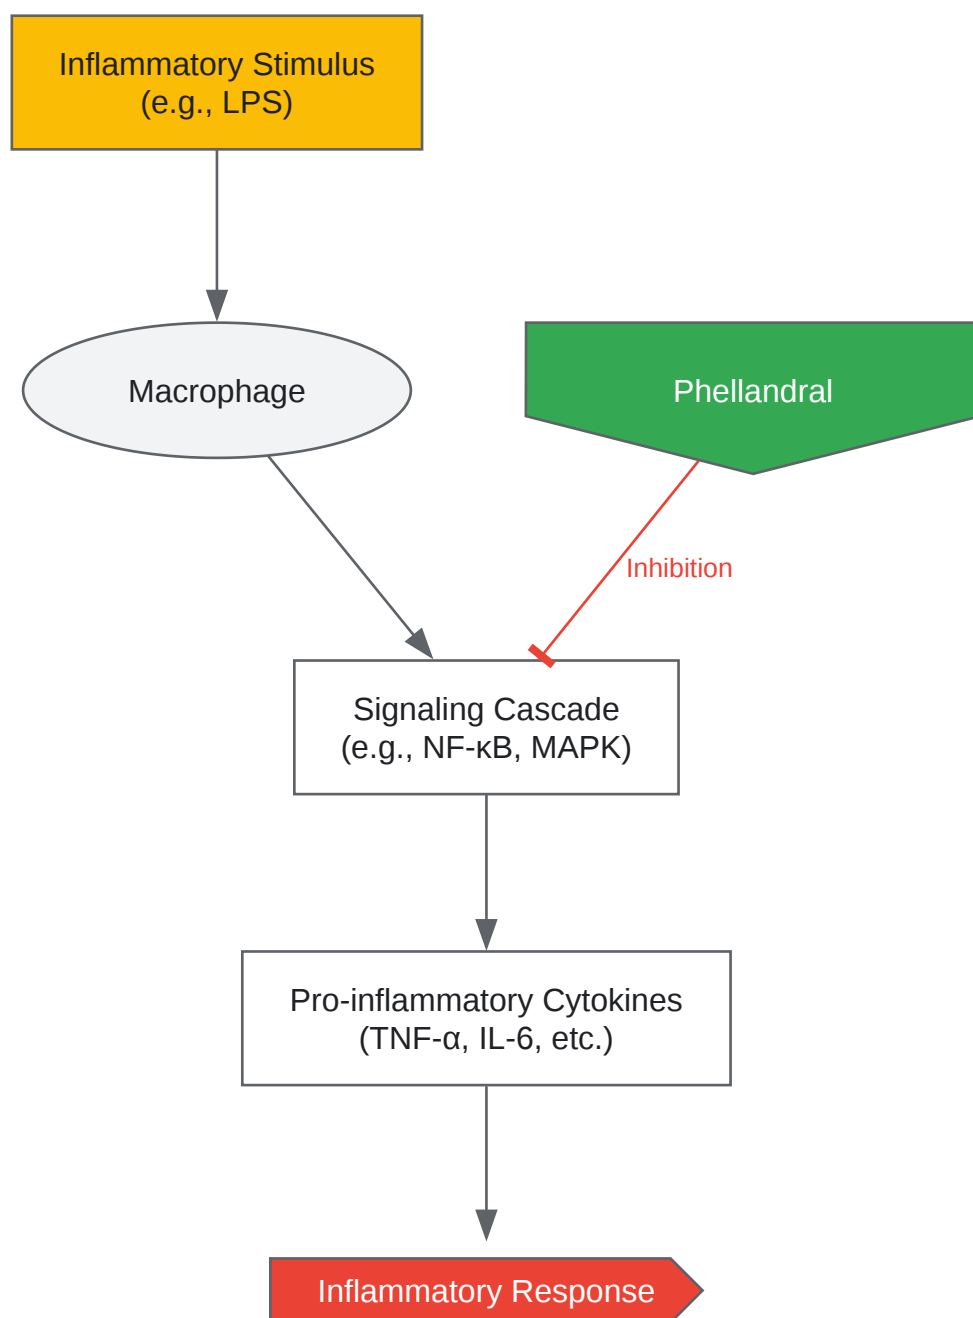 Inflammatory Stimulus
(e.g., LPS)
Macrophage
Phellandral
Inhibition
Signaling Cascade
(e.g., NF-κB, MAPK)
Pro-inflammatory Cytokines
(TNF-α, IL-6, etc.)
Inflammatory Response